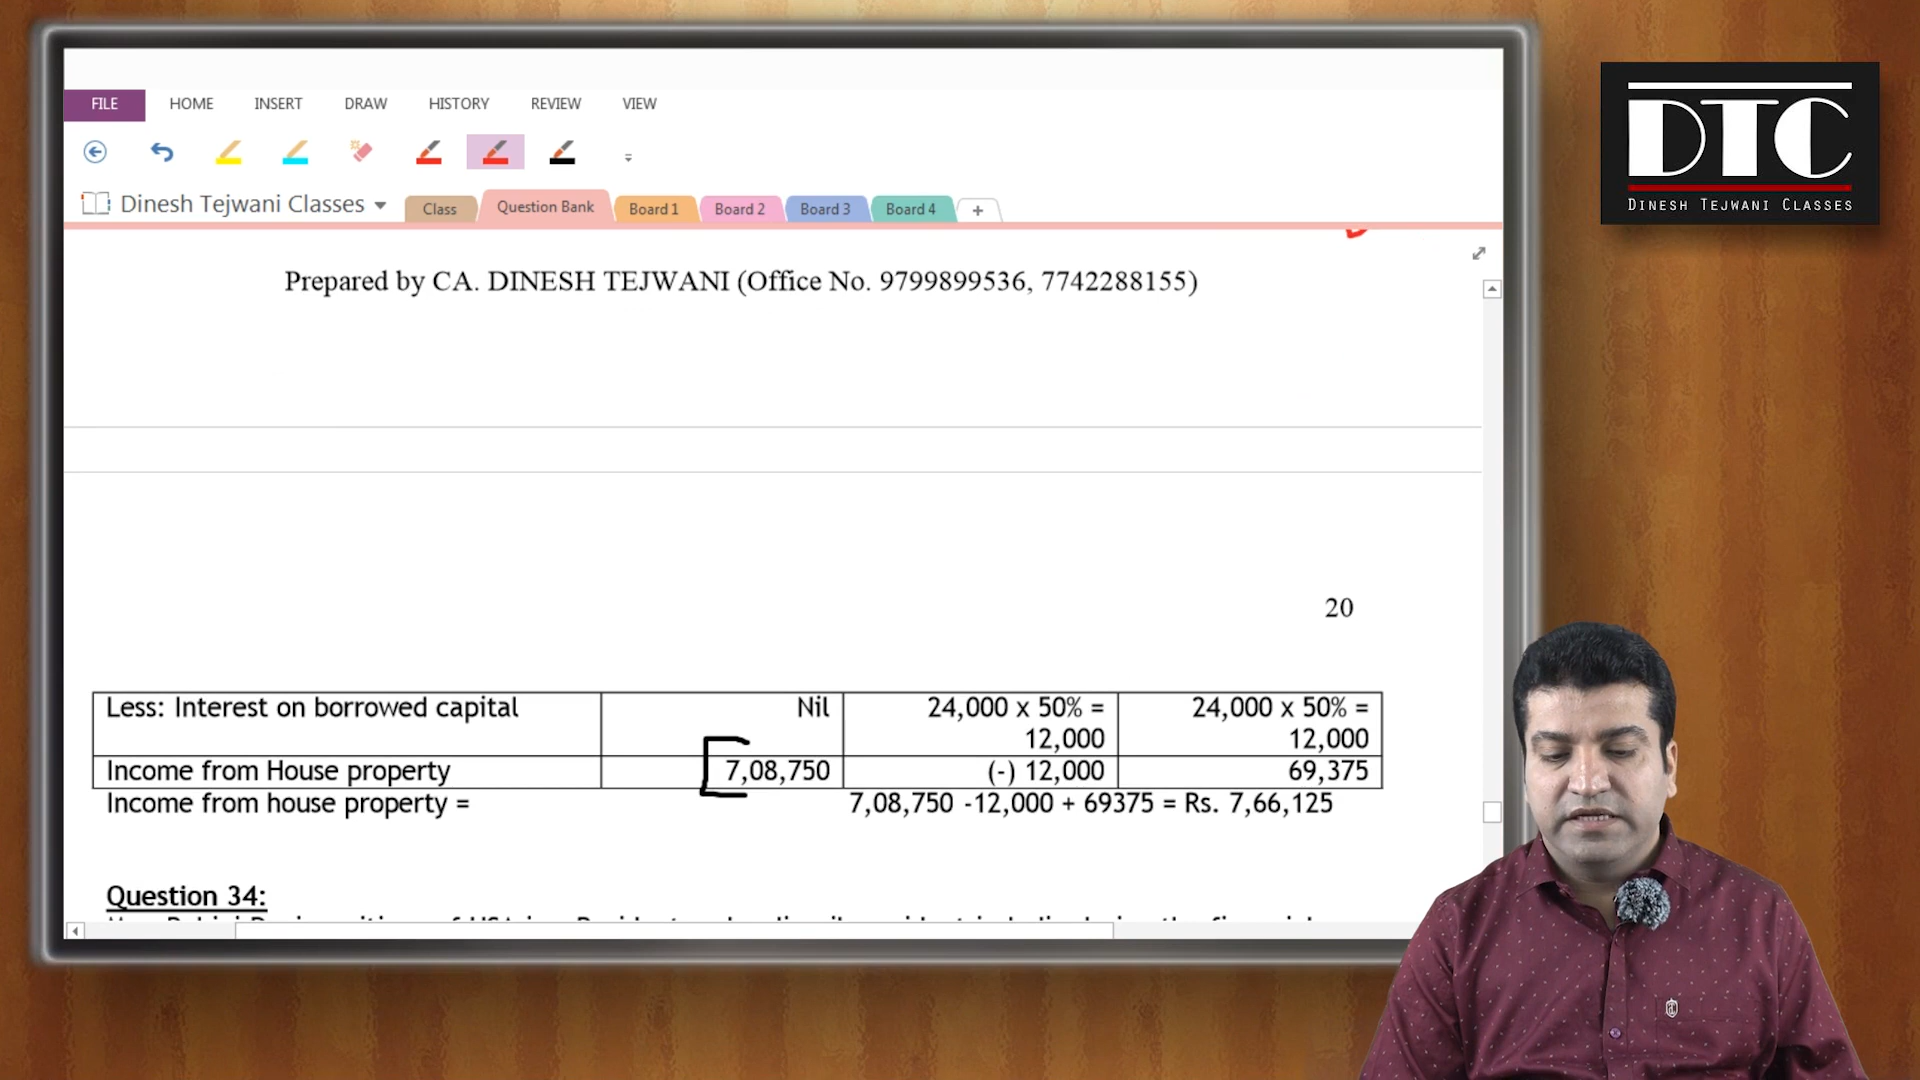 FILE HOME INSERT DRAW HISTORY REVIEW VIEW
Dinesh Tejwani Classes Class Question Bank Board 1 Board 2 Board 3 Board 4 +
DTC
DINESH TEJWANI CLASSES
Prepared by CA. DINESH TEJWANI (Office No. 9799899536, 7742288155)
20
Less: Interest on borrowed capital Nil 24,000 x 50% = 24,000 x 50% =
12,000 12,000
Income from House property 7,08,750 (-) 12,000 69,375
Income from house property = 7,08,750 -12,000 + 69375 = Rs. 7,66,125
Question 34: